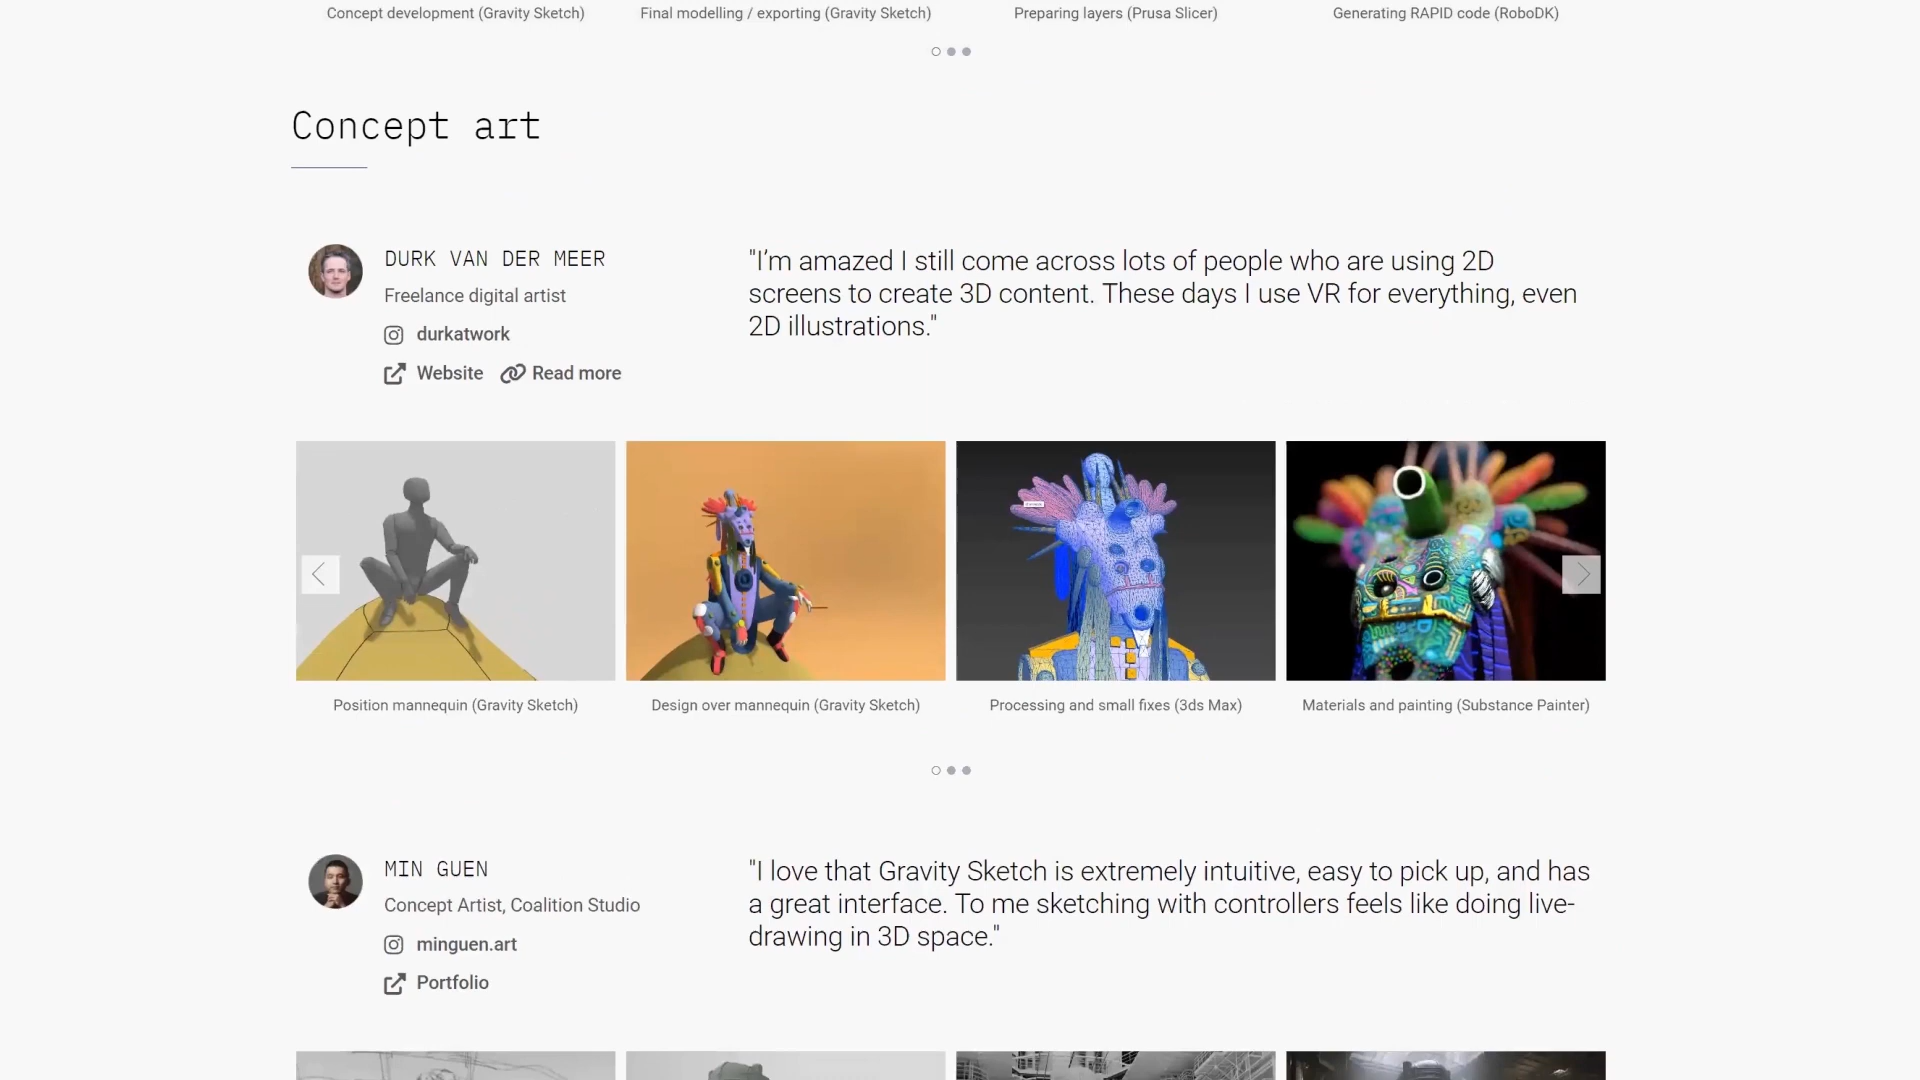 Concept development (Gravity Sketch)
Final modelling / exporting (Gravity Sketch)
Preparing layers (Prusa Slicer)
Generating RAPID code (RoboDK)
Concept art
DURK VAN DER MEER
Freelance digital artist
durkatwork
Website
Read more
"I’m amazed I still come across lots of people who are using 2D
screens to create 3D content. These days I use VR for everything, even
2D illustrations."
Position mannequin (Gravity Sketch)
Design over mannequin (Gravity Sketch)
Processing and small fixes (3ds Max)
Materials and painting (Substance Painter)
MIN GUEN
Concept Artist, Coalition Studio
minguen.art
Portfolio
"I love that Gravity Sketch is extremely intuitive, easy to pick up, and has
a great interface. To me sketching with controllers feels like doing live-
drawing in 3D space."